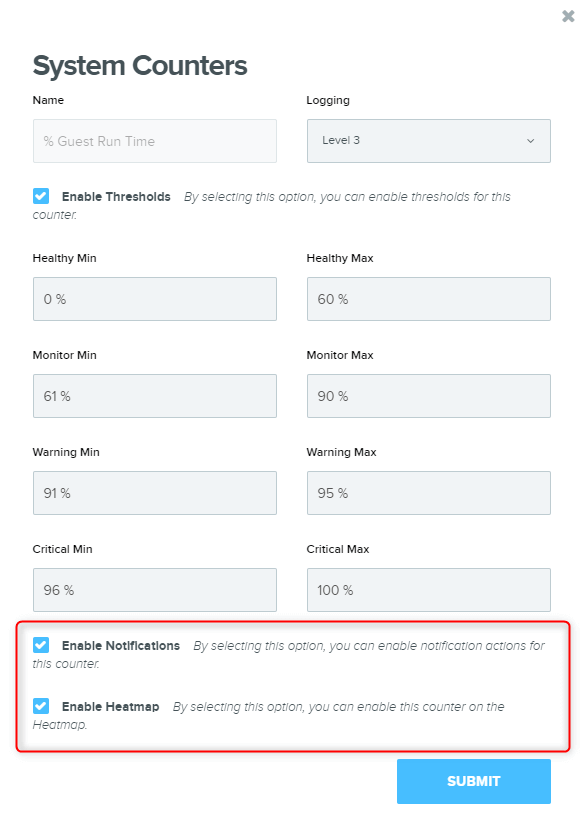 System Counters
Name
Logging
% Guest Run Time
Level 3
Enable Thresholds By selecting this option, you can enable thresholds for this
counter.
Healthy Min
Healthy Max
0 %
60 %
Monitor Min
Monitor Max
61 %
90 %
Warning Min
Warning Max
91 %
95 %
Critical Min
Critical Max
96 %
100 %
Enable Notifications By selecting this option, you can enable notification actions for
this counter.
Enable Heatmap By selecting this option, you can enable this counter on the
Heatmap.
SUBMIT